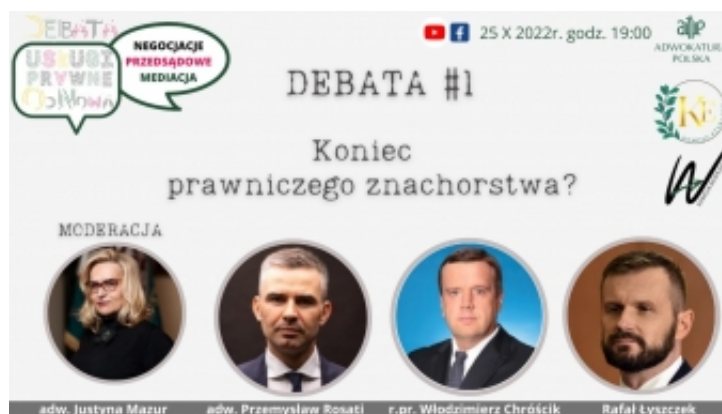 DEBATA
USŁUGI
PRAWNE
NEGOCJACJE
PRZEDSĄDOWE
MEDIACJA
25 X 2022r. godz. 19:00
ADWOKATURA
POLSKA
DEBATA #1
Koniec
prawniczego znachorstwa?
MODERACJA
adw. Justyna Mazur
adw. Przemysław Rosati
r.pr. Włodzimierz Chróścik
Rafał Łyszczek